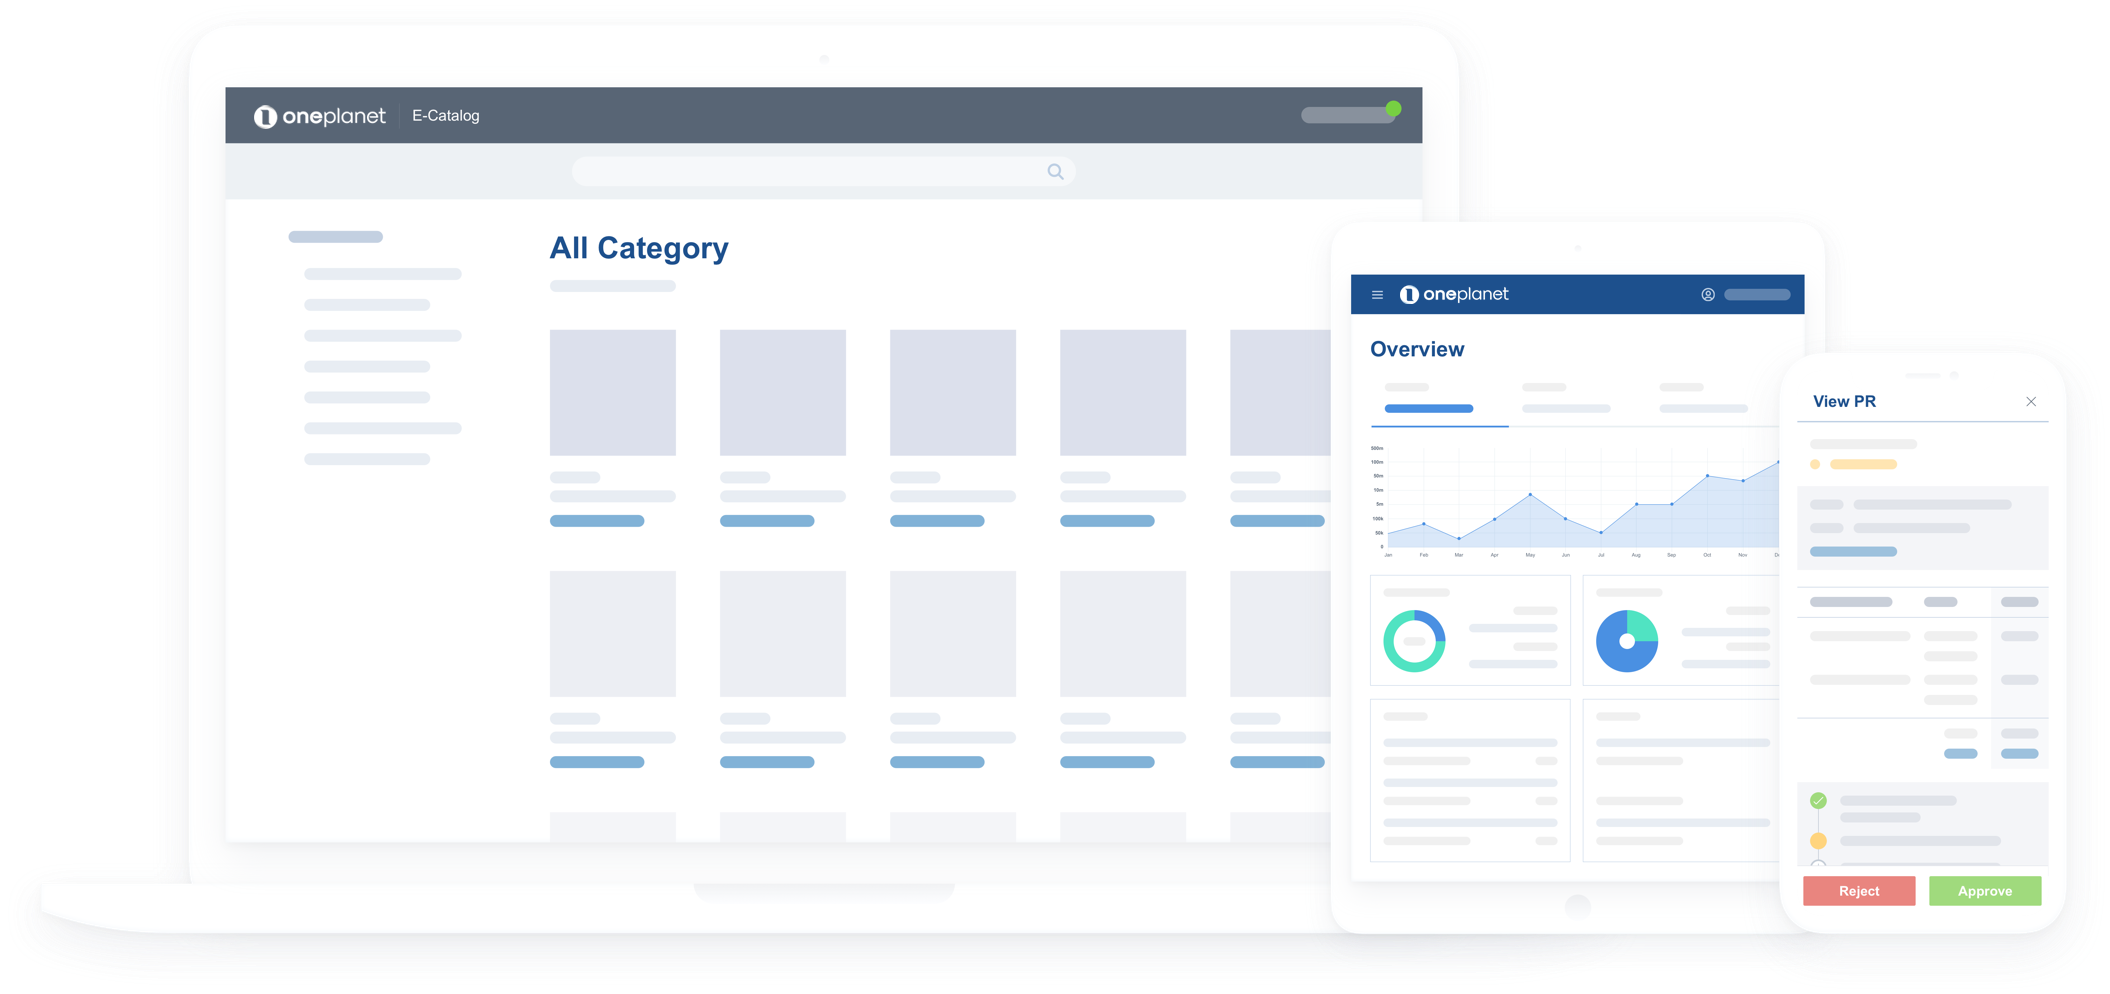 oneplanet
E-Catalog
All Category
oneplanet
Overview
500m
100m
50m
10m
5m
100k
50k
0
Jan Feb Mar Apr May Jun Jul Aug Sep Oct Nov
View PR
Reject
Approve